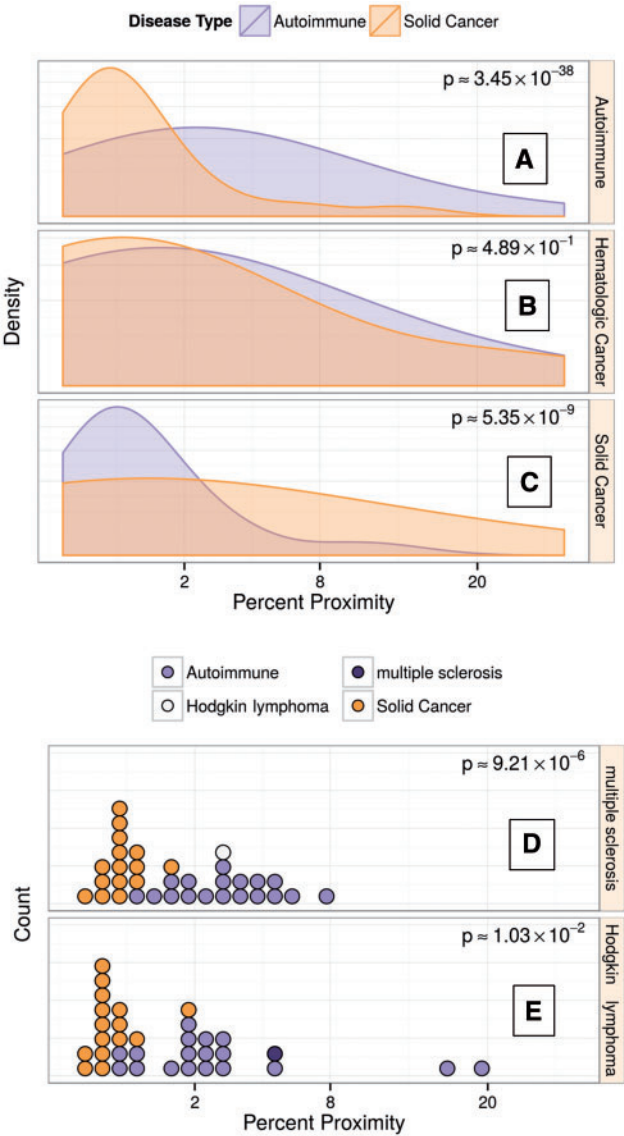 Disease Type Autoimmune Solid Cancer
p ≈ 3.45 × 10⁻³⁸
A
Autoimmune
p ≈ 4.89 × 10⁻¹
B
Hematologic Cancer
p ≈ 5.35 × 10⁻⁹
C
Solid Cancer
Density
2 8 20
Percent Proximity
Autoimmune multiple sclerosis
Hodgkin lymphoma Solid Cancer
p ≈ 9.21 × 10⁻⁶
D
multiple sclerosis
p ≈ 1.03 × 10⁻²
E
Hodgkin lymphoma
Count
2 8 20
Percent Proximity